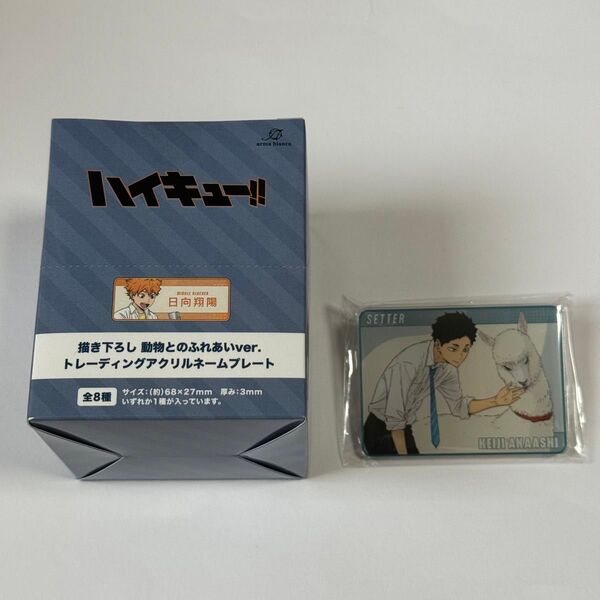 arma bianca
ハイキュー!!
MIDDLE BLOCKER
日向翔陽
描き下ろし 動物とのふれあいver.
トレーディングアクリルネームプレート
全8種
サイズ:(約)68×27mm 厚み:3mm
いずれか1種が入っています。
SETTER
KEIJI AKAASHI